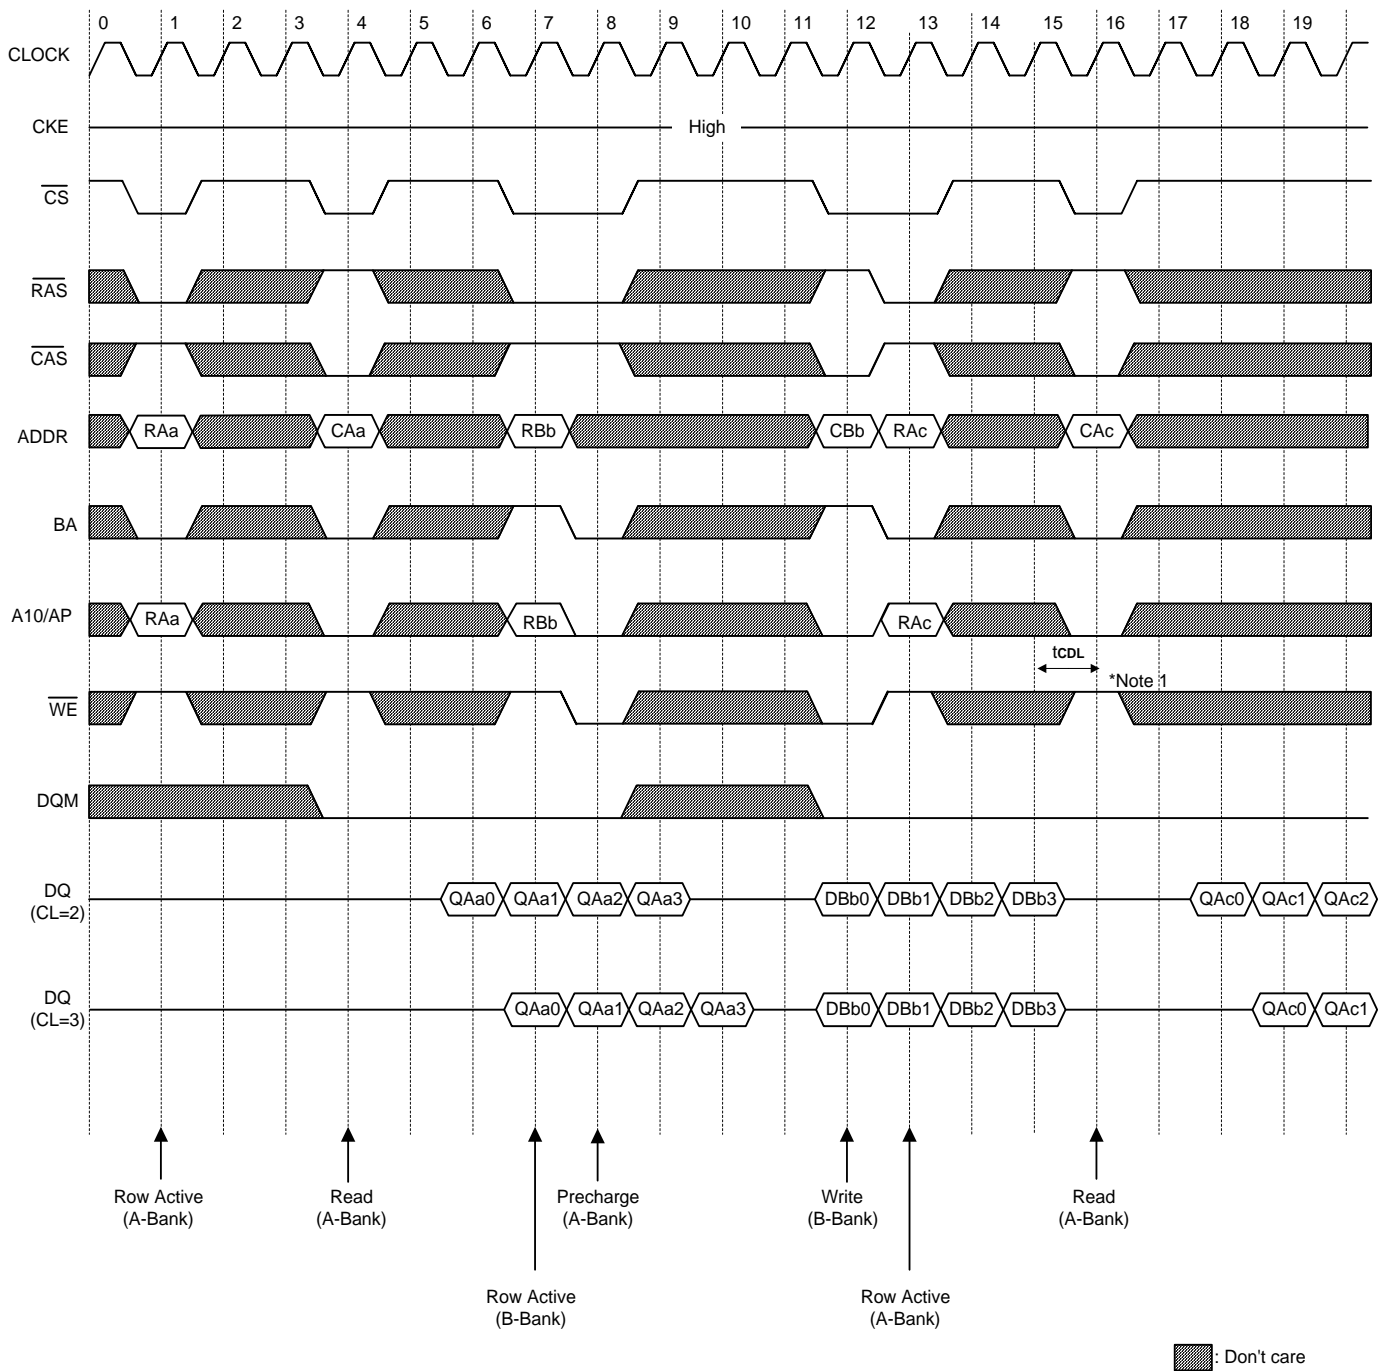 0 1 2 3 4 5 6 7 8 9 10 11 12 13 14 15 16 17 18 19
CLOCK
CKE High
CS
RAS
CAS
ADDR RAa CAa RBb CBb RAc CAc
BA
A10/AP RAa RBb RAc
tCDL
*Note 1
WE
DQM
DQ
(CL=2)
QAa0 QAa1 QAa2 QAa3 DBb0 DBb1 DBb2 DBb3 QAc0 QAc1 QAc2
DQ
(CL=3)
QAa0 QAa1 QAa2 QAa3 DBb0 DBb1 DBb2 DBb3 QAc0 QAc1
Row Active
(A-Bank)
Read
(A-Bank)
Precharge
(A-Bank)
Write
(B-Bank)
Read
(A-Bank)
Row Active
(B-Bank)
Row Active
(A-Bank)
: Don't care